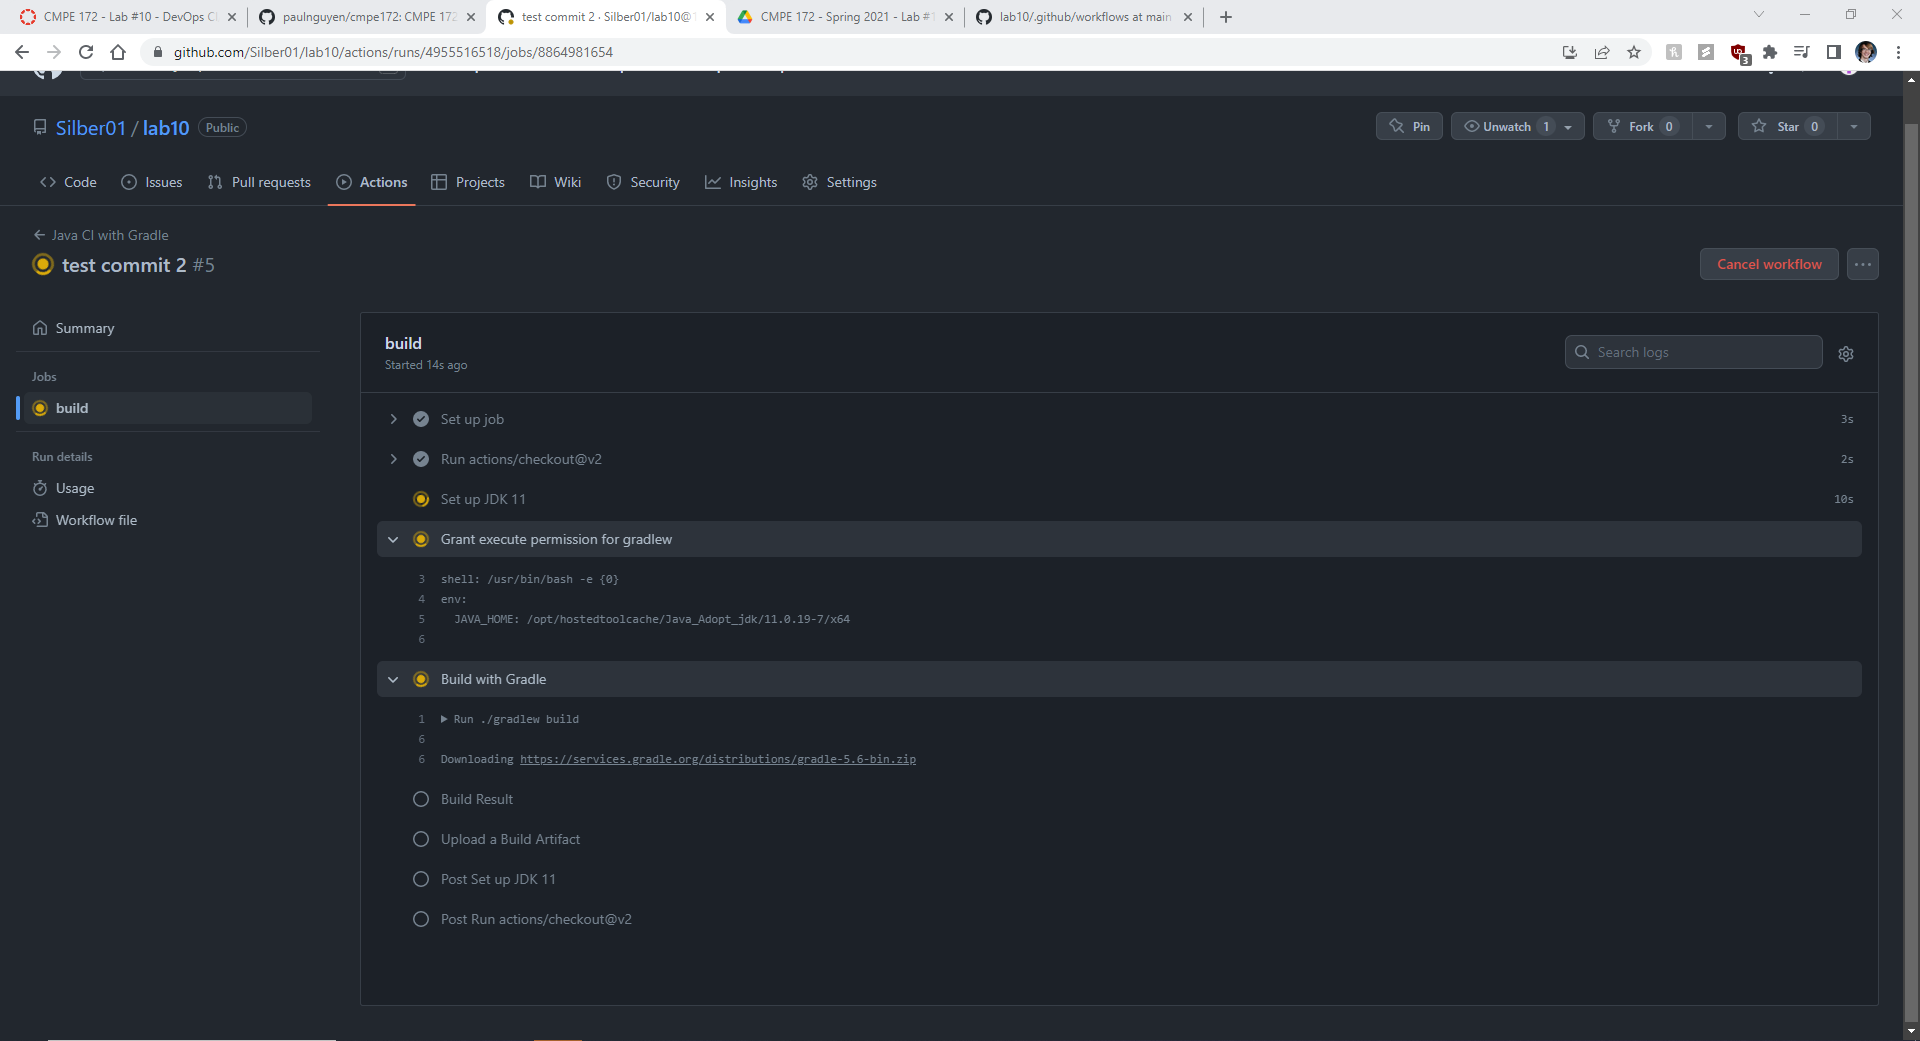 CMPE 172 - Lab #10 - DevOps C
paulnguyen/cmpe172: CMPE 172
test commit 2 · Silber01/lab10@1
CMPE 172 - Spring 2021 - Lab #1
lab10/.github/workflows at main
github.com/Silber01/lab10/actions/runs/4955516518/jobs/8864981654
3
Silber01 / lab10 Public
Pin
Unwatch 1
Fork 0
Star 0
Code
Issues
Pull requests
Actions
Projects
Wiki
Security
Insights
Settings
Java CI with Gradle
test commit 2 #5
Cancel workflow
Summary
Jobs
build
Run details
Usage
Workflow file
build
Started 14s ago
Search logs
Set up job 3s
Run actions/checkout@v2 2s
Set up JDK 11 10s
Grant execute permission for gradlew
3 shell: /usr/bin/bash -e {0}
4 env:
5 JAVA_HOME: /opt/hostedtoolcache/Java_Adopt_jdk/11.0.19-7/x64
6
Build with Gradle
1 Run ./gradlew build
6
6 Downloading https://services.gradle.org/distributions/gradle-5.6-bin.zip
Build Result
Upload a Build Artifact
Post Set up JDK 11
Post Run actions/checkout@v2